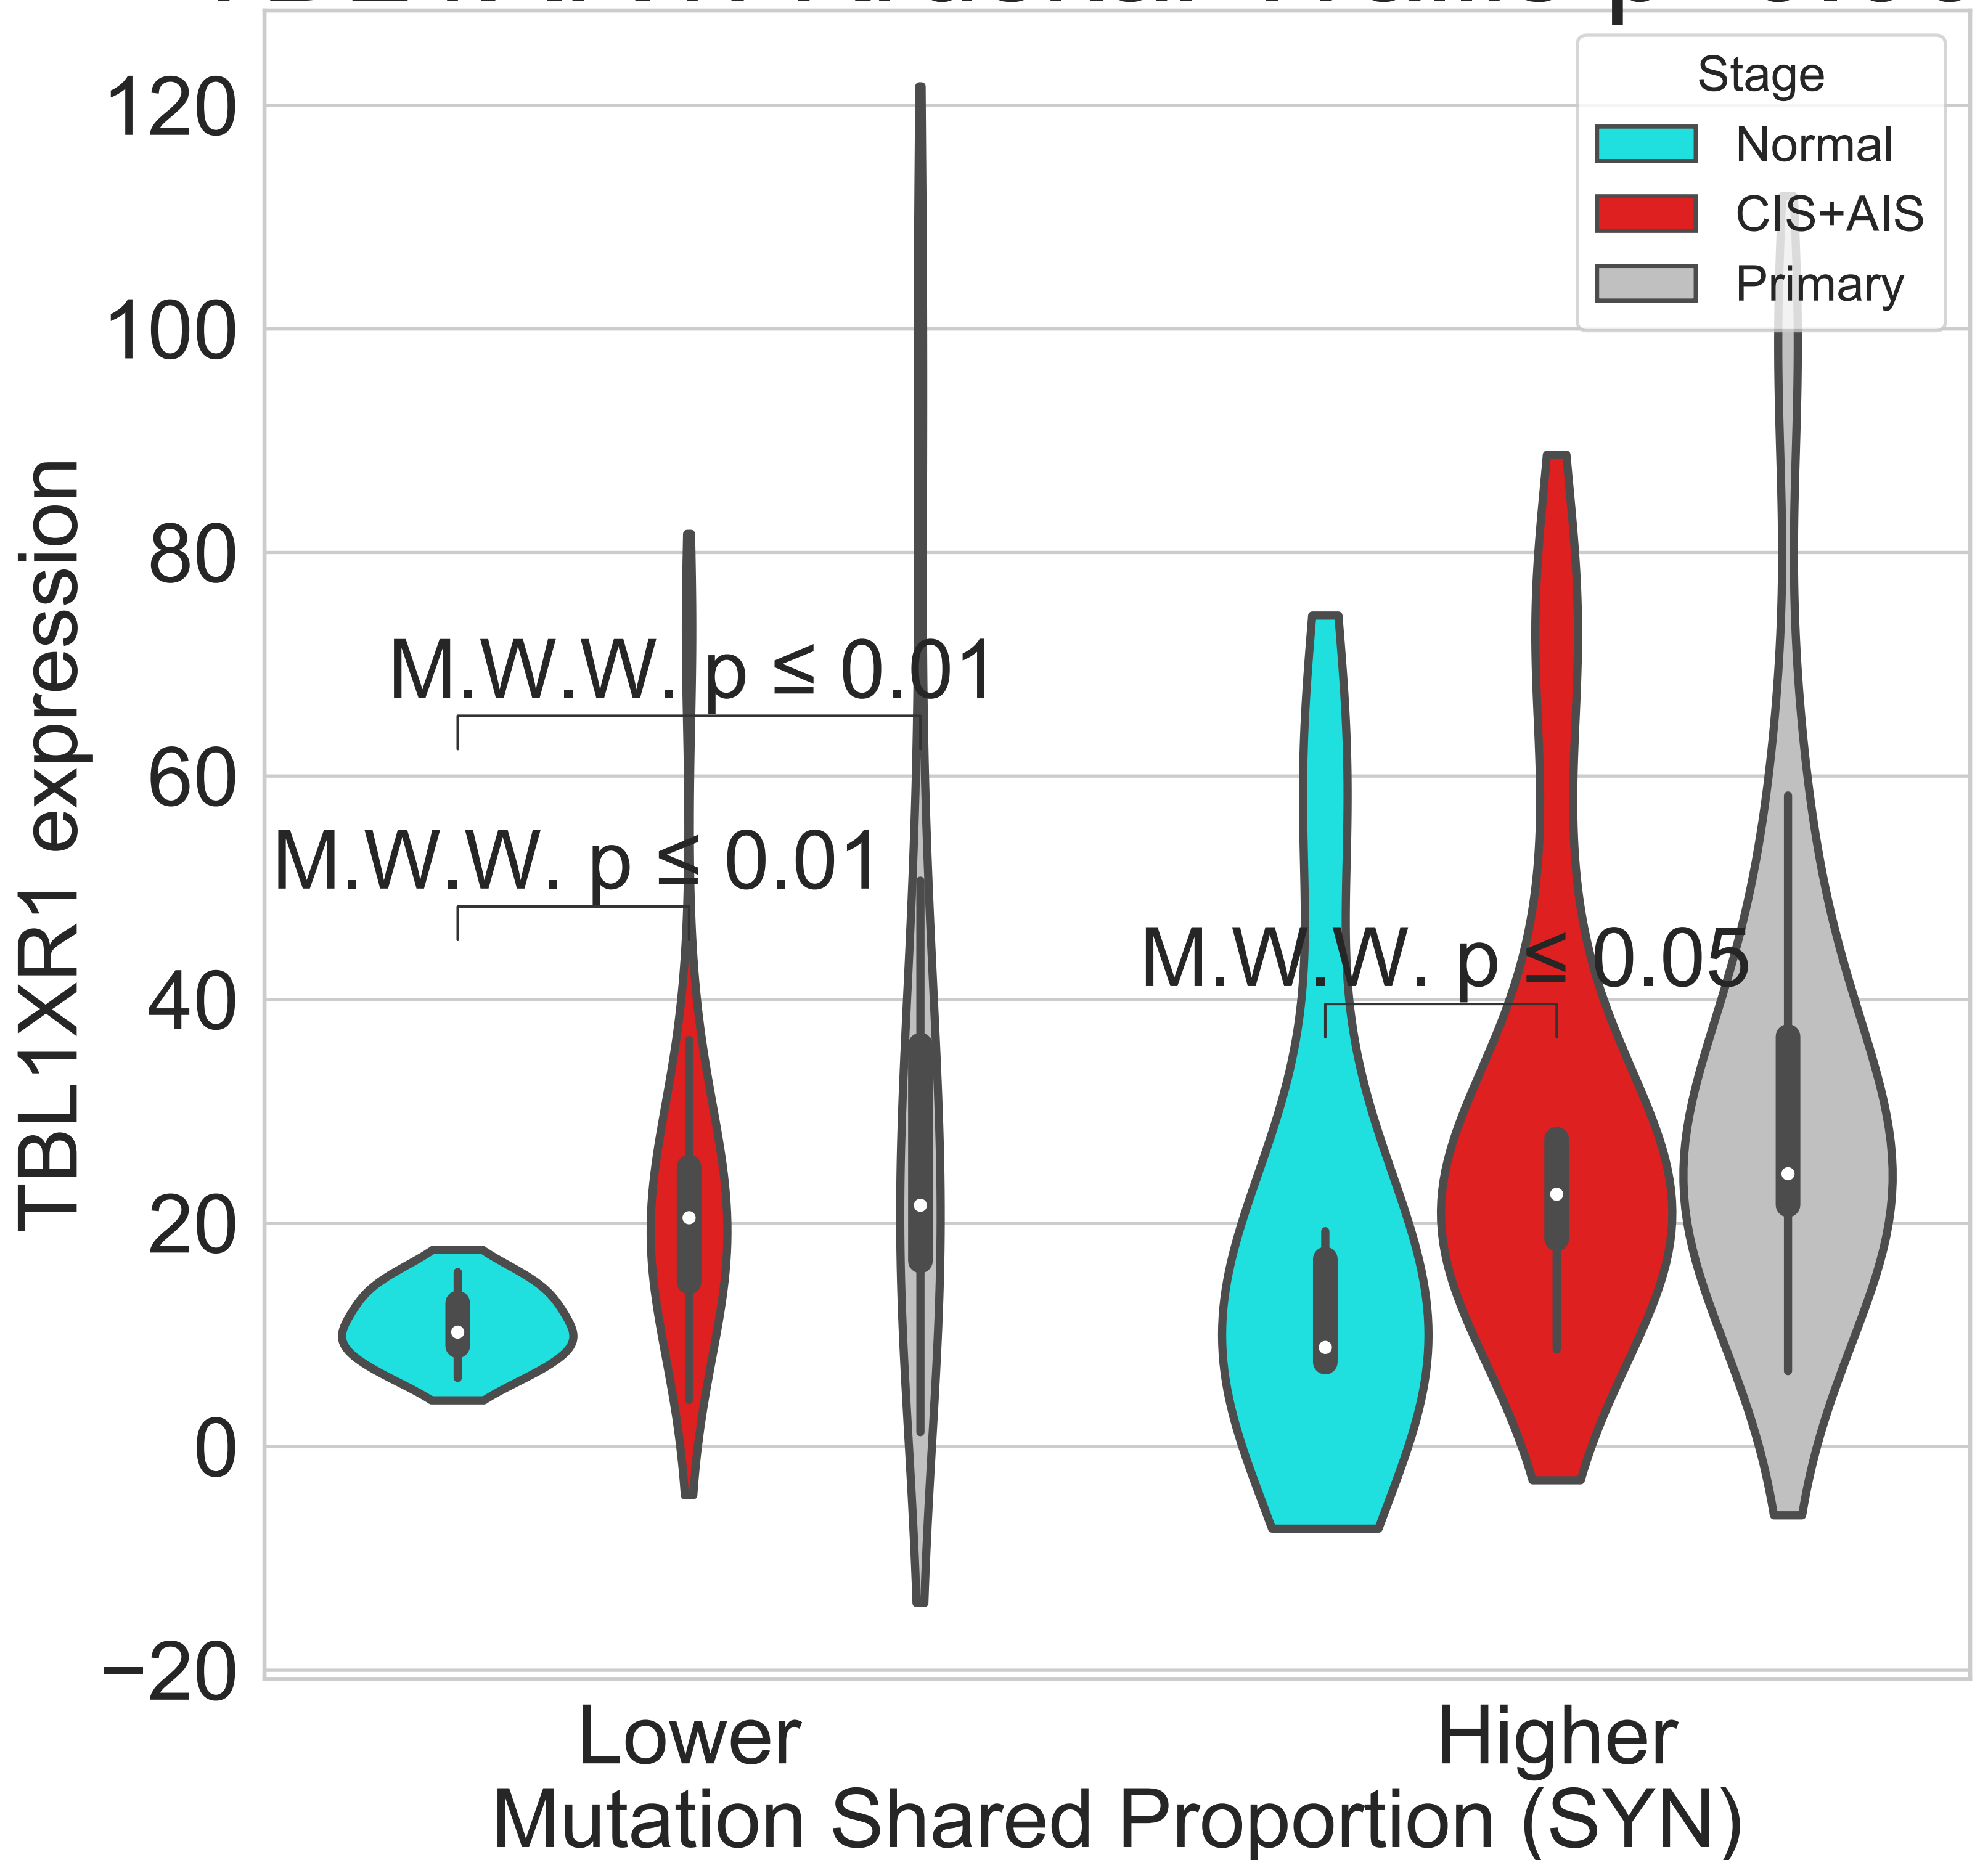 120
100
80
60
40
20
0
−20
TBL1XR1 expression
Stage
Normal
CIS+AIS
Primary
M.W.W. p ≤ 0.01
M.W.W. p ≤ 0.01
M.W.W. p ≤ 0.05
Lower
Higher
Mutation Shared Proportion (SYN)